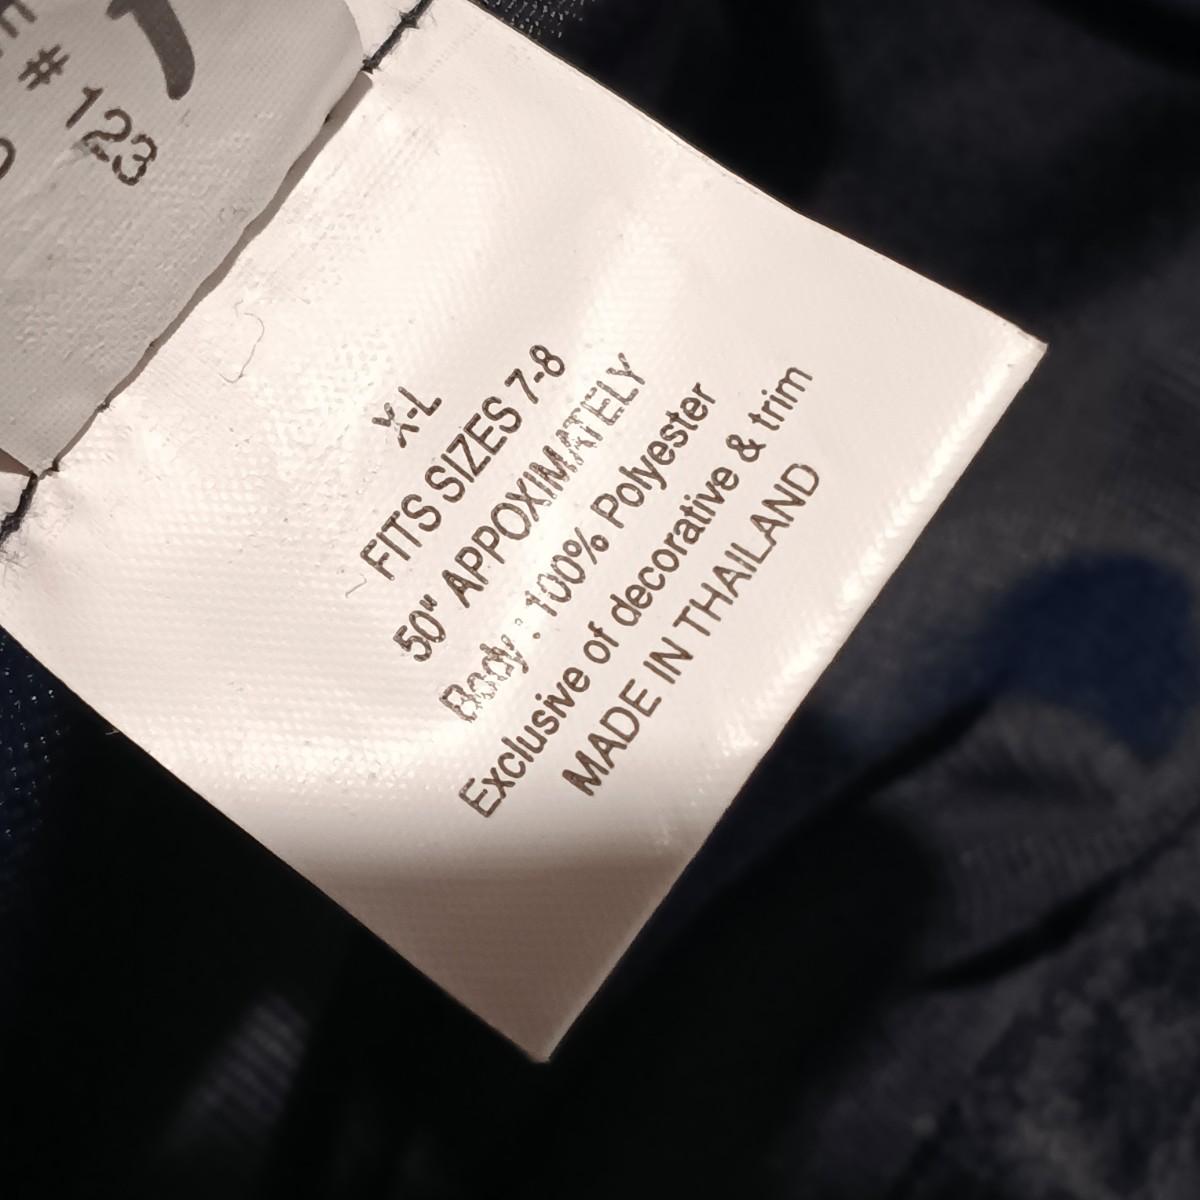 # 123
X-L
FITS SIZES 7-8
50" APPOXIMATELY
Body : 100% Polyester
Exclusive of decorative & trim
MADE IN THAILAND